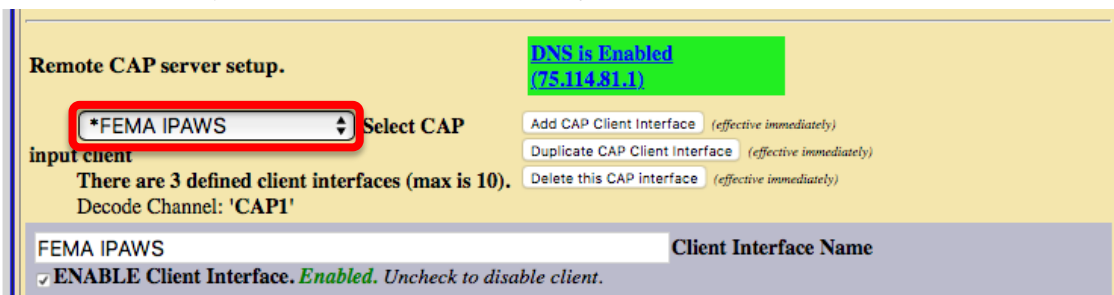 Remote CAP server setup.
DNS is Enabled
(75.114.81.1)
*FEMA IPAWS Select CAP
input client
There are 3 defined client interfaces (max is 10).
Decode Channel: 'CAP1'
Add CAP Client Interface (effective immediately)
Duplicate CAP Client Interface (effective immediately)
Delete this CAP interface (effective immediately)
FEMA IPAWS Client Interface Name
ENABLE Client Interface. Enabled. Uncheck to disable client.